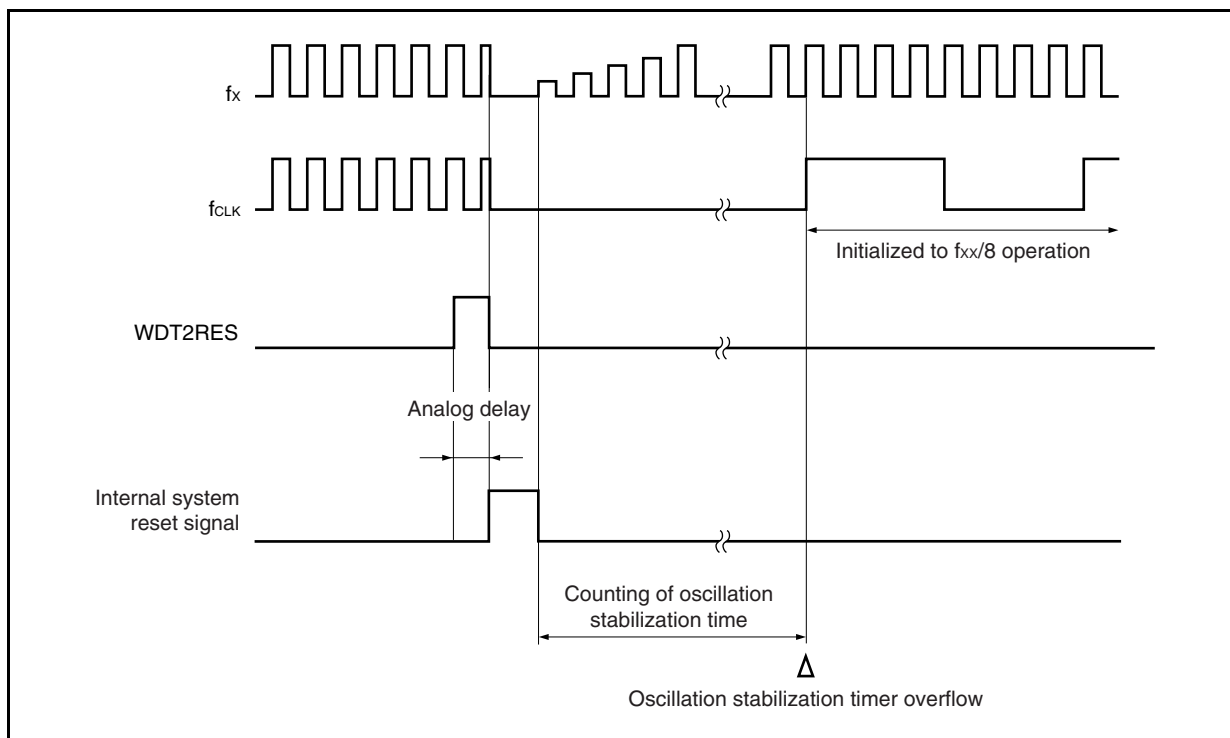 fX
fCLK
Initialized to fXX/8 operation
WDT2RES
Analog delay
Internal system
reset signal
Counting of oscillation
stabilization time
Oscillation stabilization timer overflow